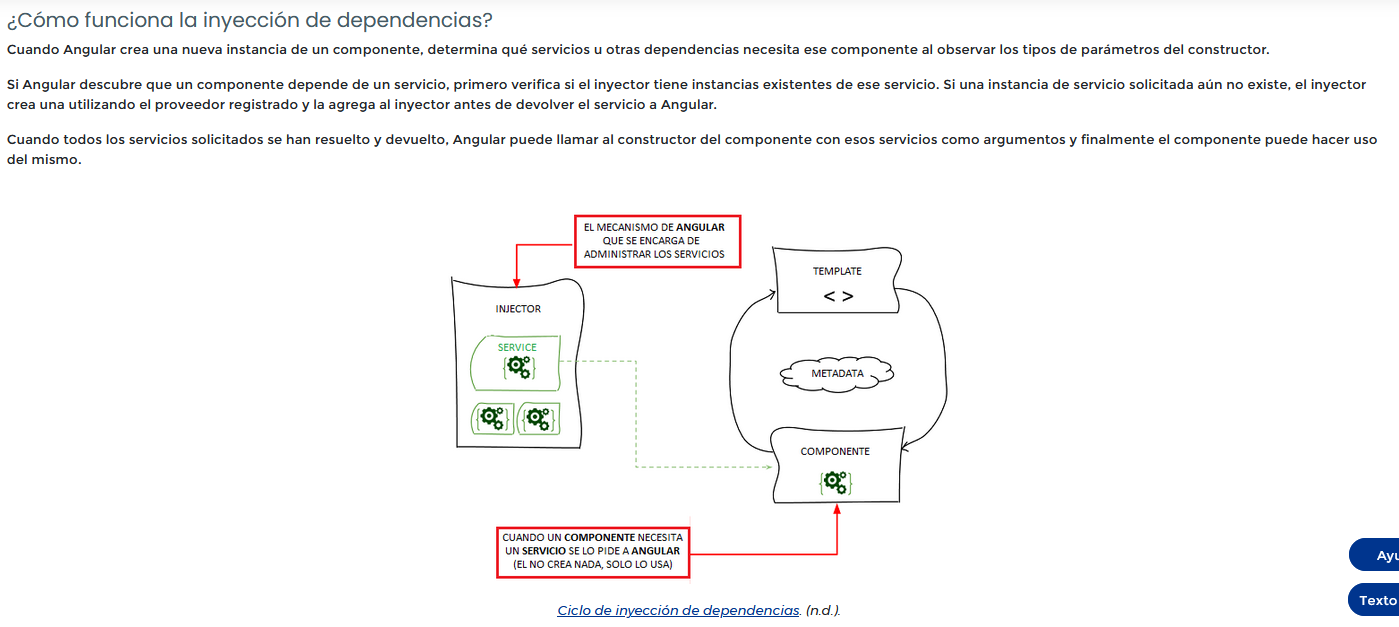 ¿Cómo funciona la inyección de dependencias?
Cuando Angular crea una nueva instancia de un componente, determina qué servicios u otras dependencias necesita ese componente al observar los tipos de parámetros del constructor.
Si Angular descubre que un componente depende de un servicio, primero verifica si el inyector tiene instancias existentes de ese servicio. Si una instancia de servicio solicitada aún no existe, el inyector
crea una utilizando el proveedor registrado y la agrega al inyector antes de devolver el servicio a Angular.
Cuando todos los servicios solicitados se han resuelto y devuelto, Angular puede llamar al constructor del componente con esos servicios como argumentos y finalmente el componente puede hacer uso
del mismo.
EL MECANISMO DE ANGULAR
QUE SE ENCARGA DE
ADMINISTRAR LOS SERVICIOS
TEMPLATE
< >
INJECTOR
SERVICE
METADATA
COMPONENTE
CUANDO UN COMPONENTE NECESITA
UN SERVICIO SE LO PIDE A ANGULAR
(EL NO CREA NADA, SOLO LO USA)
Ayu
Texto
Ciclo de inyección de dependencias. (n.d.).